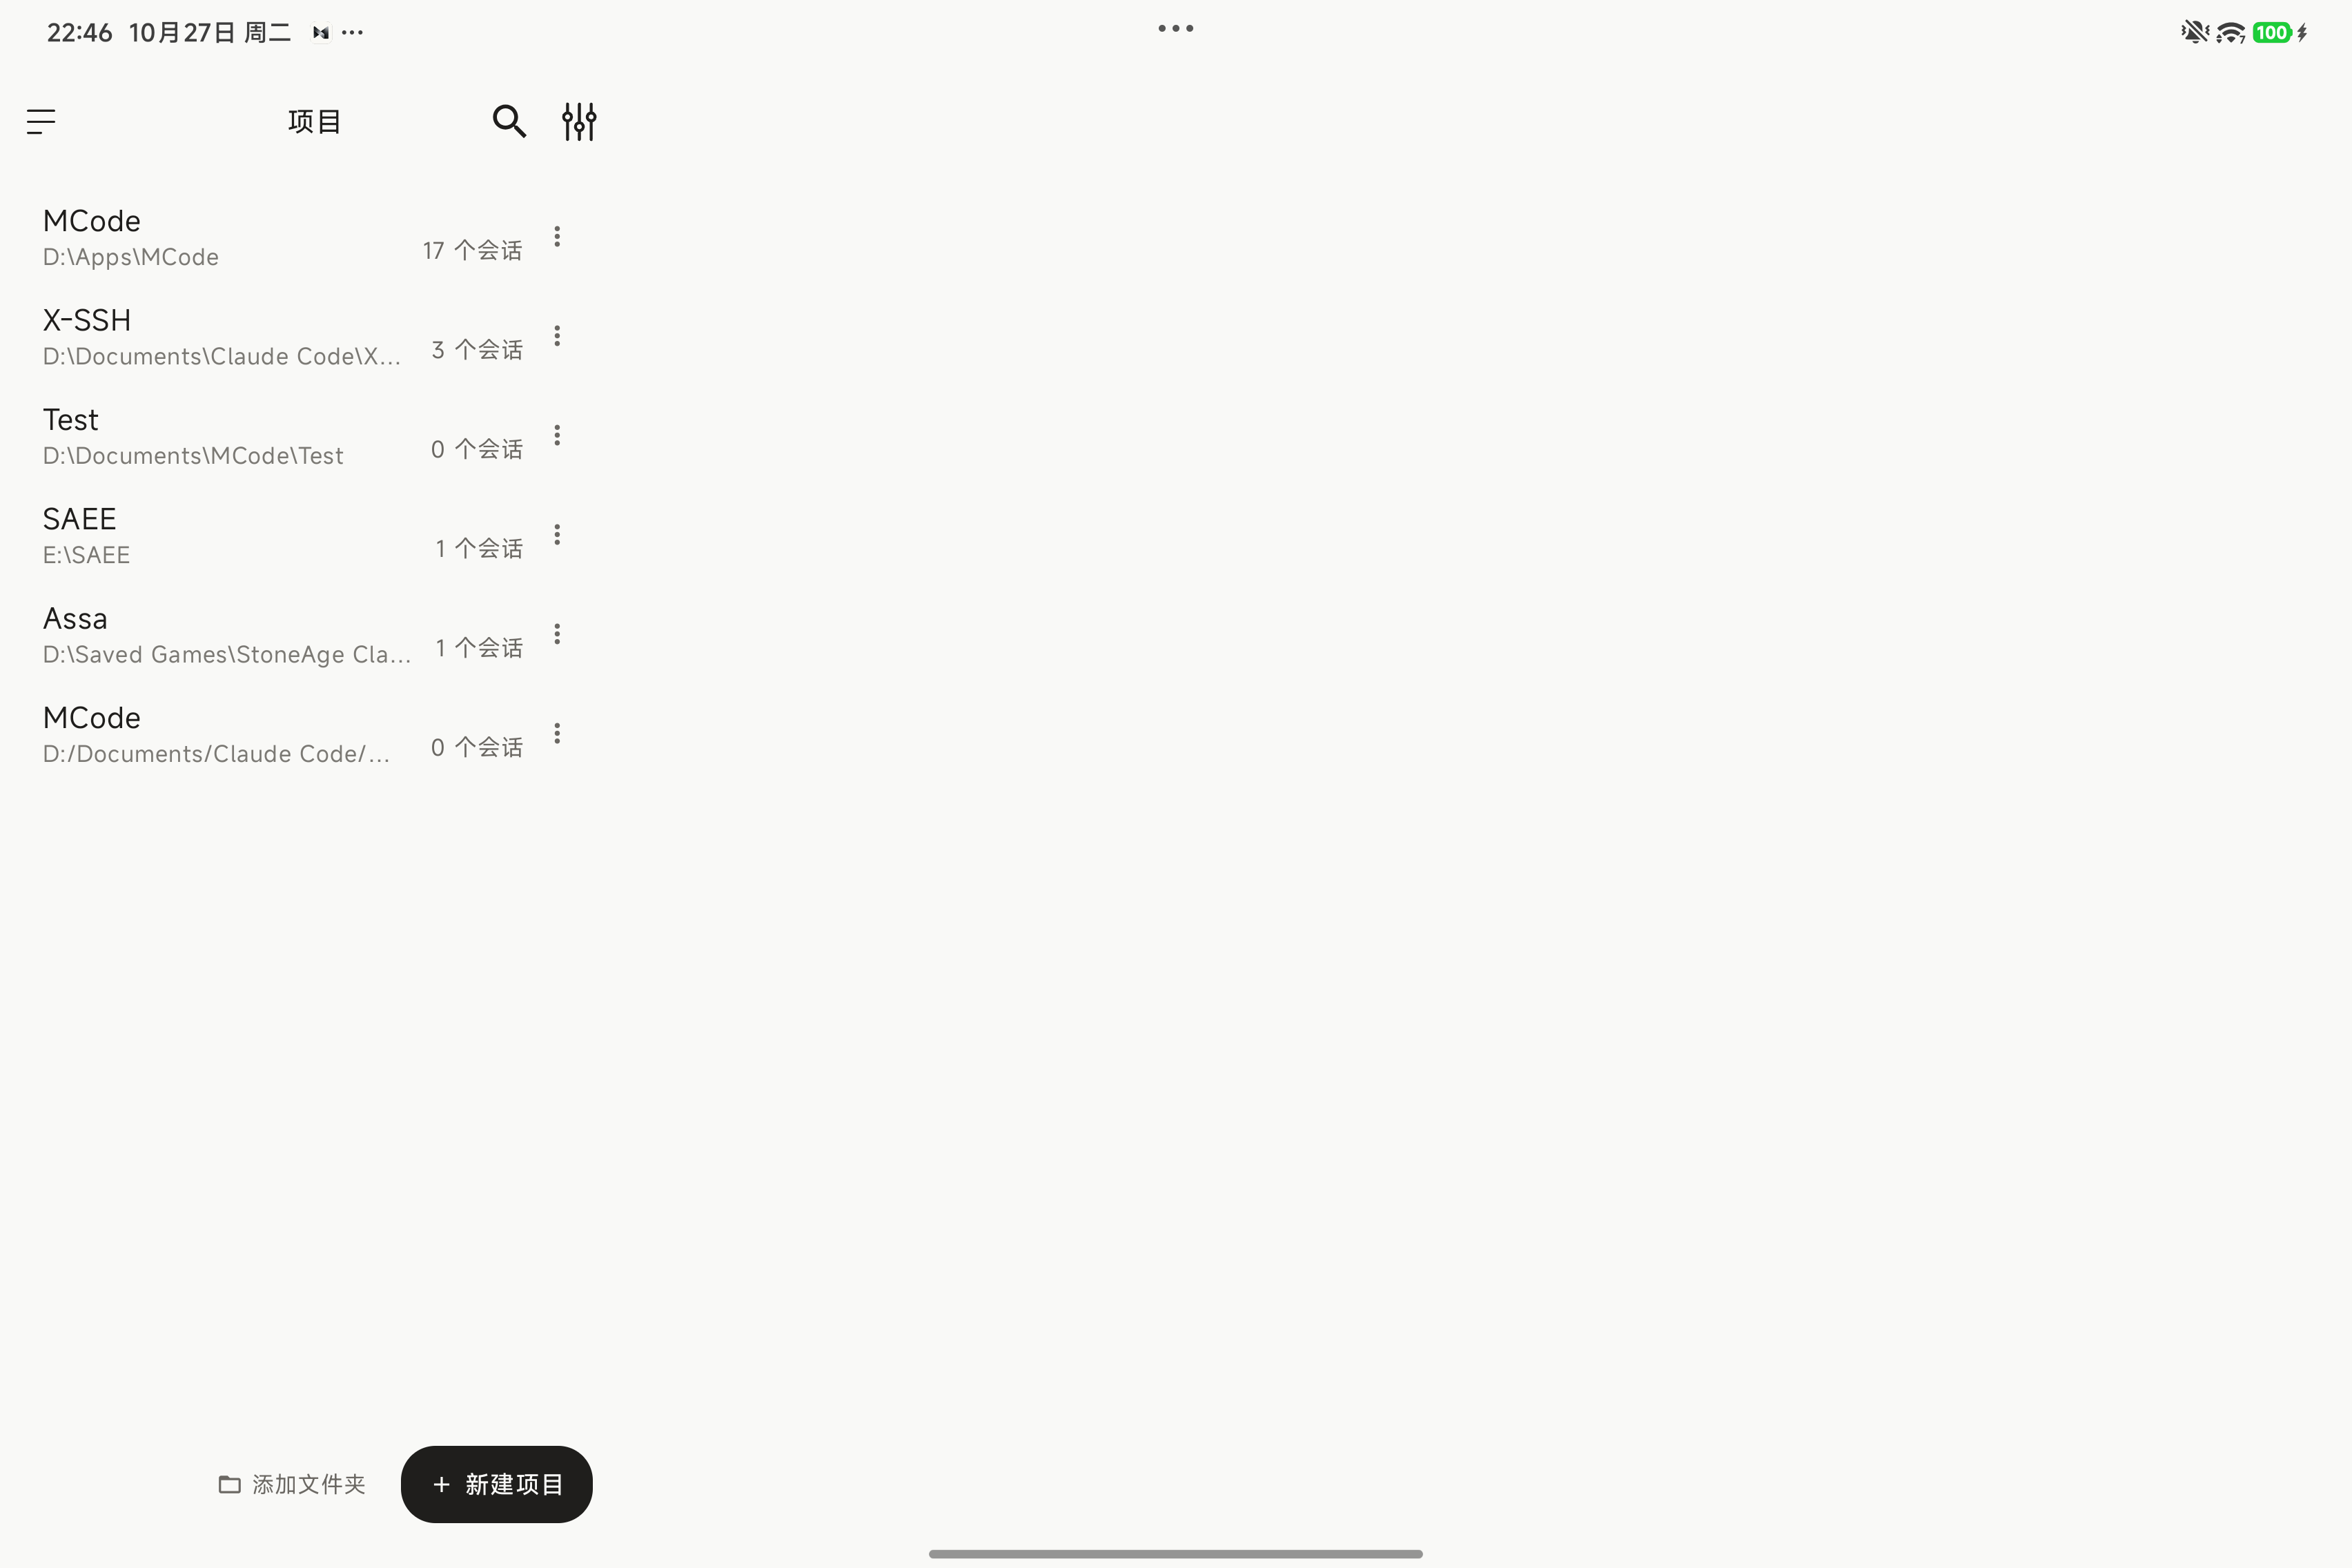 22:46 10月27日 周二
100
项目
MCode
D:\Apps\MCode
17 个会话
X-SSH
D:\Documents\Claude Code\X...
3 个会话
Test
D:\Documents\MCode\Test
0 个会话
SAEE
E:\SAEE
1 个会话
Assa
D:\Saved Games\StoneAge Cla...
1 个会话
MCode
D:/Documents/Claude Code/...
0 个会话
添加文件夹
+ 新建项目